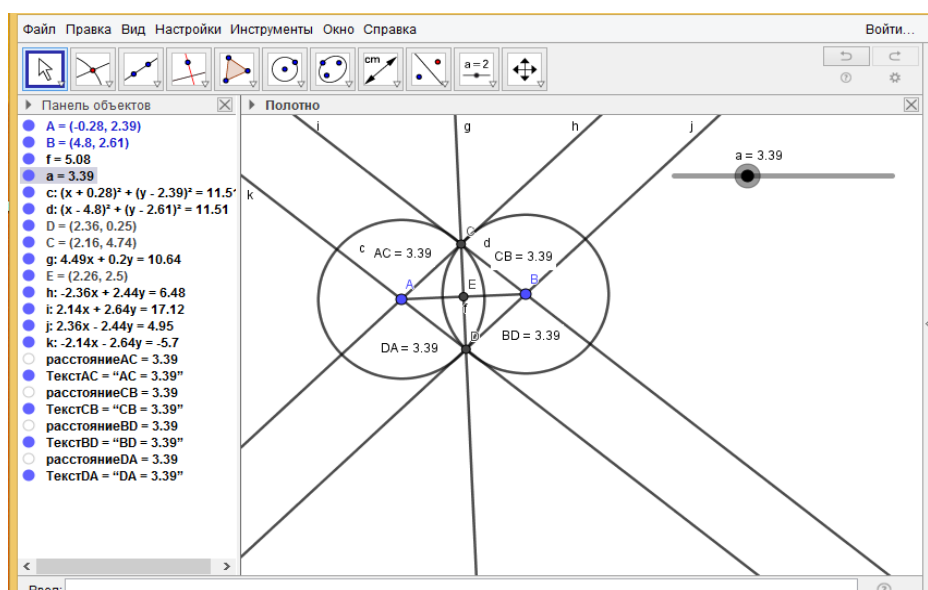 Файл Правка Вид Настройки Инструменты Окно Справка Войти...
cm
a = 2
Панель объектов
Полотно
A = (-0.28, 2.39)
B = (4.8, 2.61)
f = 5.08
a = 3.39
c: (x + 0.28)² + (y - 2.39)² = 11.5
d: (x - 4.8)² + (y - 2.61)² = 11.51
D = (2.36, 0.25)
C = (2.16, 4.74)
g: 4.49x + 0.2y = 10.64
E = (2.26, 2.5)
h: -2.36x + 2.44y = 6.48
i: 2.14x + 2.64y = 17.12
j: 2.36x - 2.44y = 4.95
k: -2.14x - 2.64y = -5.7
расстояниеAC = 3.39
ТекстAC = “AC = 3.39”
расстояниеCB = 3.39
ТекстCB = “CB = 3.39”
расстояниеBD = 3.39
ТекстBD = “BD = 3.39”
расстояниеDA = 3.39
ТекстDA = “DA = 3.39”
i
g
h
j
a = 3.39
k
C
c
AC = 3.39
d
CB = 3.39
A
E
B
f
DA = 3.39
D
BD = 3.39
Ввод: